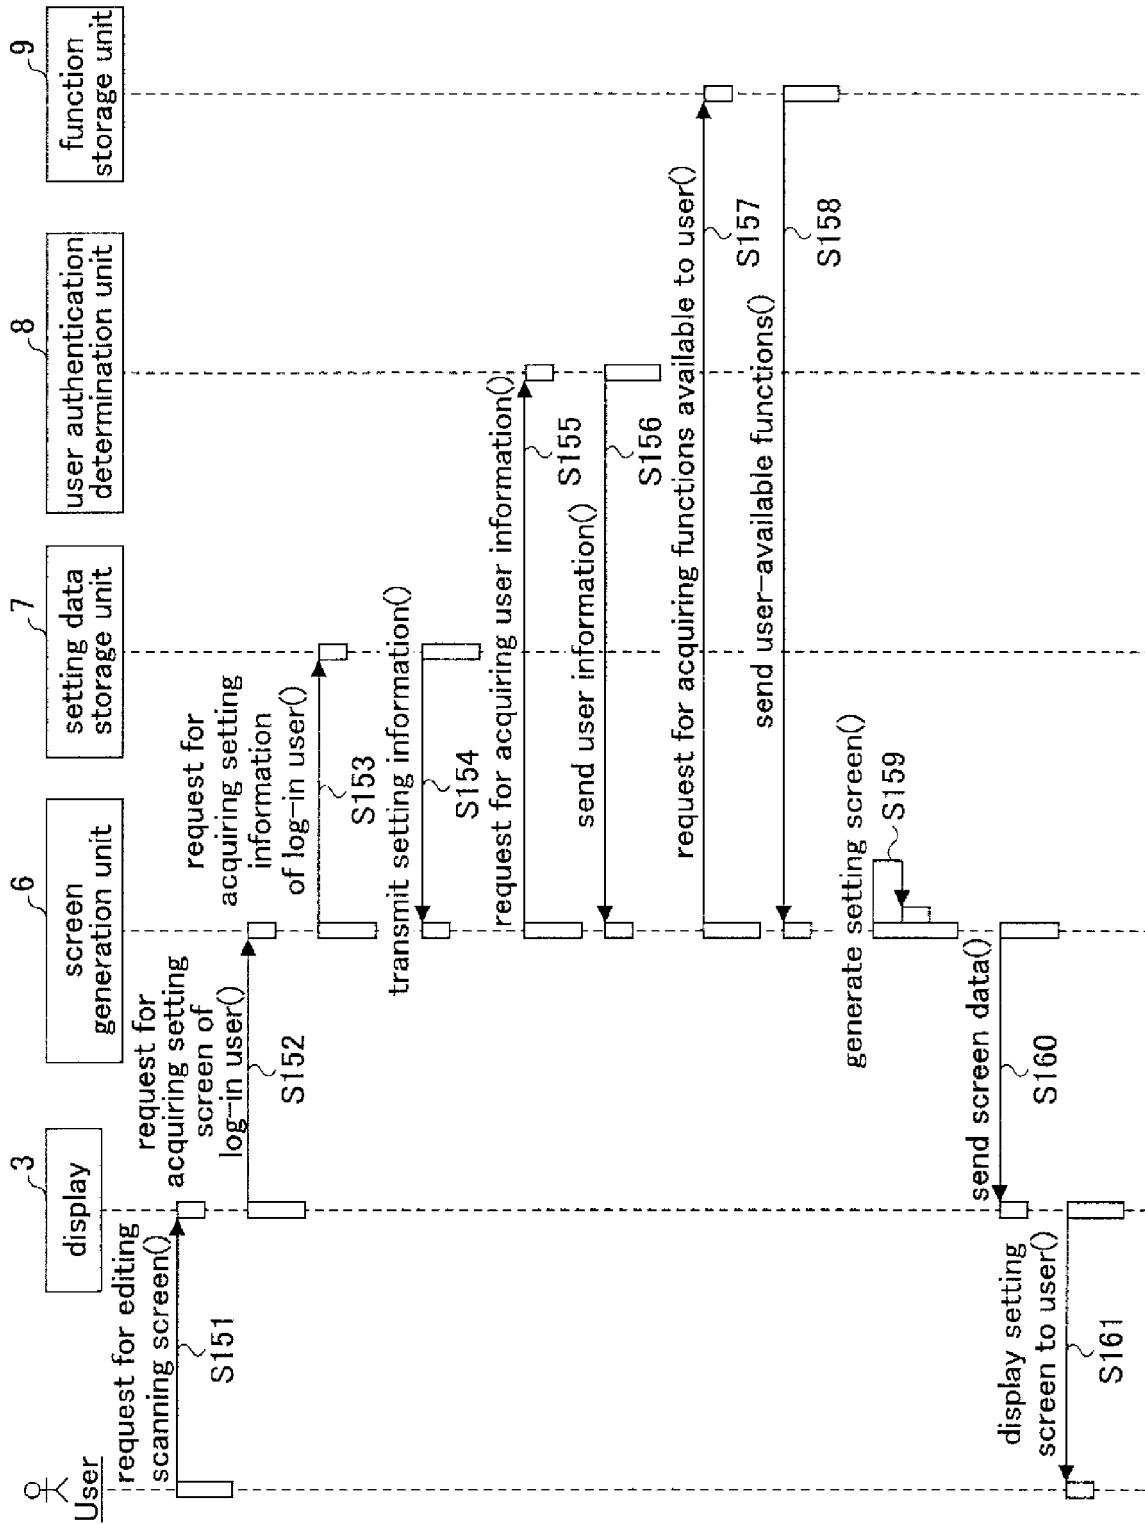 User
3
display
6
screen
generation unit
7
setting data
storage unit
8
user authentication
determination unit
9
function
storage unit
request for editing
scanning screen()
S151
request for
acquiring setting
screen of
log-in user()
S152
request for
acquiring setting
information
of log-in user()
S153
transmit setting information()
S154
request for acquiring user information()
S155
send user information()
S156
request for acquiring functions available to user()
S157
send user-available functions()
S158
generate setting screen()
S159
send screen data()
S160
display setting
screen to user()
S161